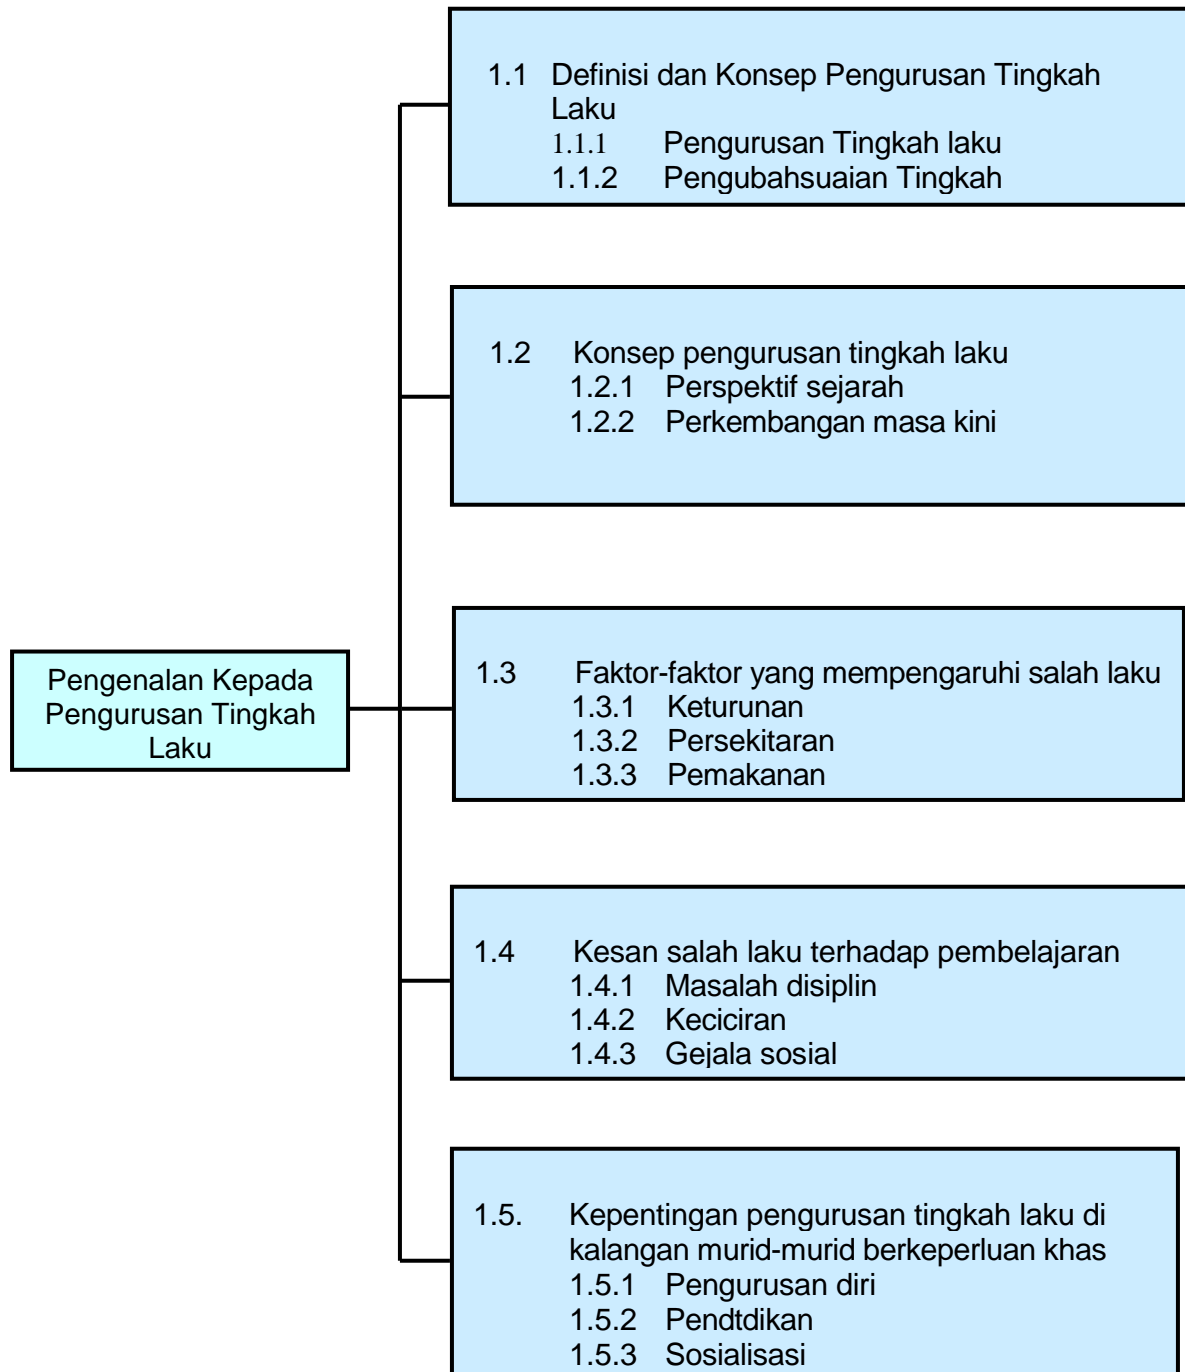 Pengenalan Kepada
Pengurusan Tingkah
Laku
1.1 Definisi dan Konsep Pengurusan Tingkah
Laku
1.1.1 Pengurusan Tingkah laku
1.1.2 Pengubahsuaian Tingkah
1.2 Konsep pengurusan tingkah laku
1.2.1 Perspektif sejarah
1.2.2 Perkembangan masa kini
1.3 Faktor-faktor yang mempengaruhi salah laku
1.3.1 Keturunan
1.3.2 Persekitaran
1.3.3 Pemakanan
1.4 Kesan salah laku terhadap pembelajaran
1.4.1 Masalah disiplin
1.4.2 Keciciran
1.4.3 Gejala sosial
1.5. Kepentingan pengurusan tingkah laku di
kalangan murid-murid berkeperluan khas
1.5.1 Pengurusan diri
1.5.2 Pendtdikan
1.5.3 Sosialisasi